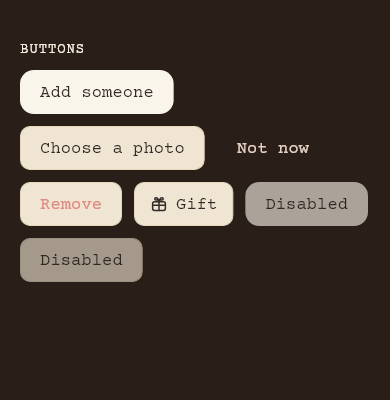 BUTTONS
Add someone
Choose a photo Not now
Remove Gift Disabled
Disabled